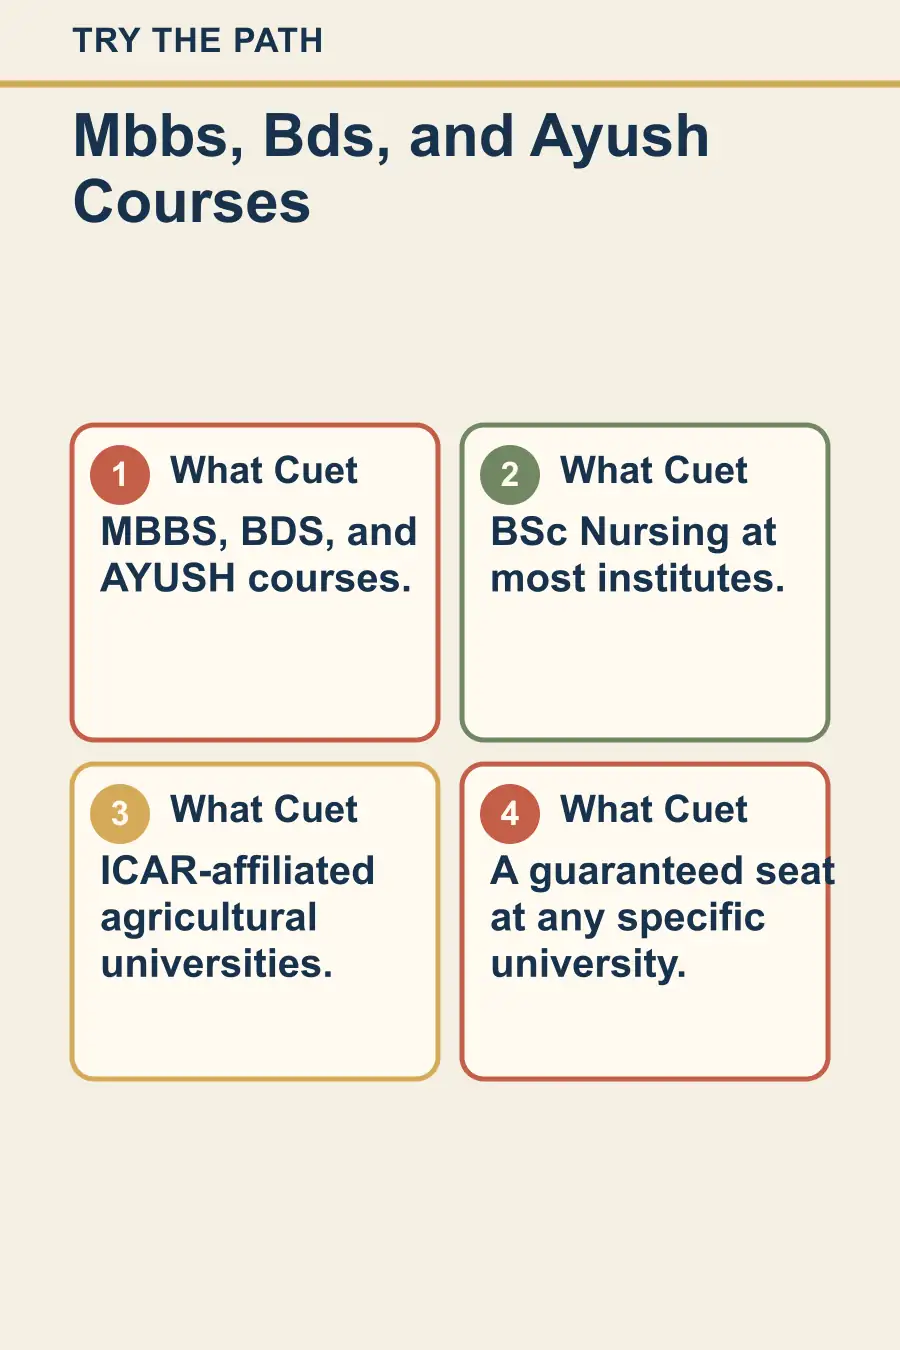 TRY THE PATH
Mbbs, Bds, and Ayush
Courses
1
What Cuet
MBBS, BDS, and
AYUSH courses.
2
What Cuet
BSc Nursing at
most institutes.
3
What Cuet
ICAR-affiliated
agricultural
universities.
4
What Cuet
A guaranteed seat
at any specific
university.